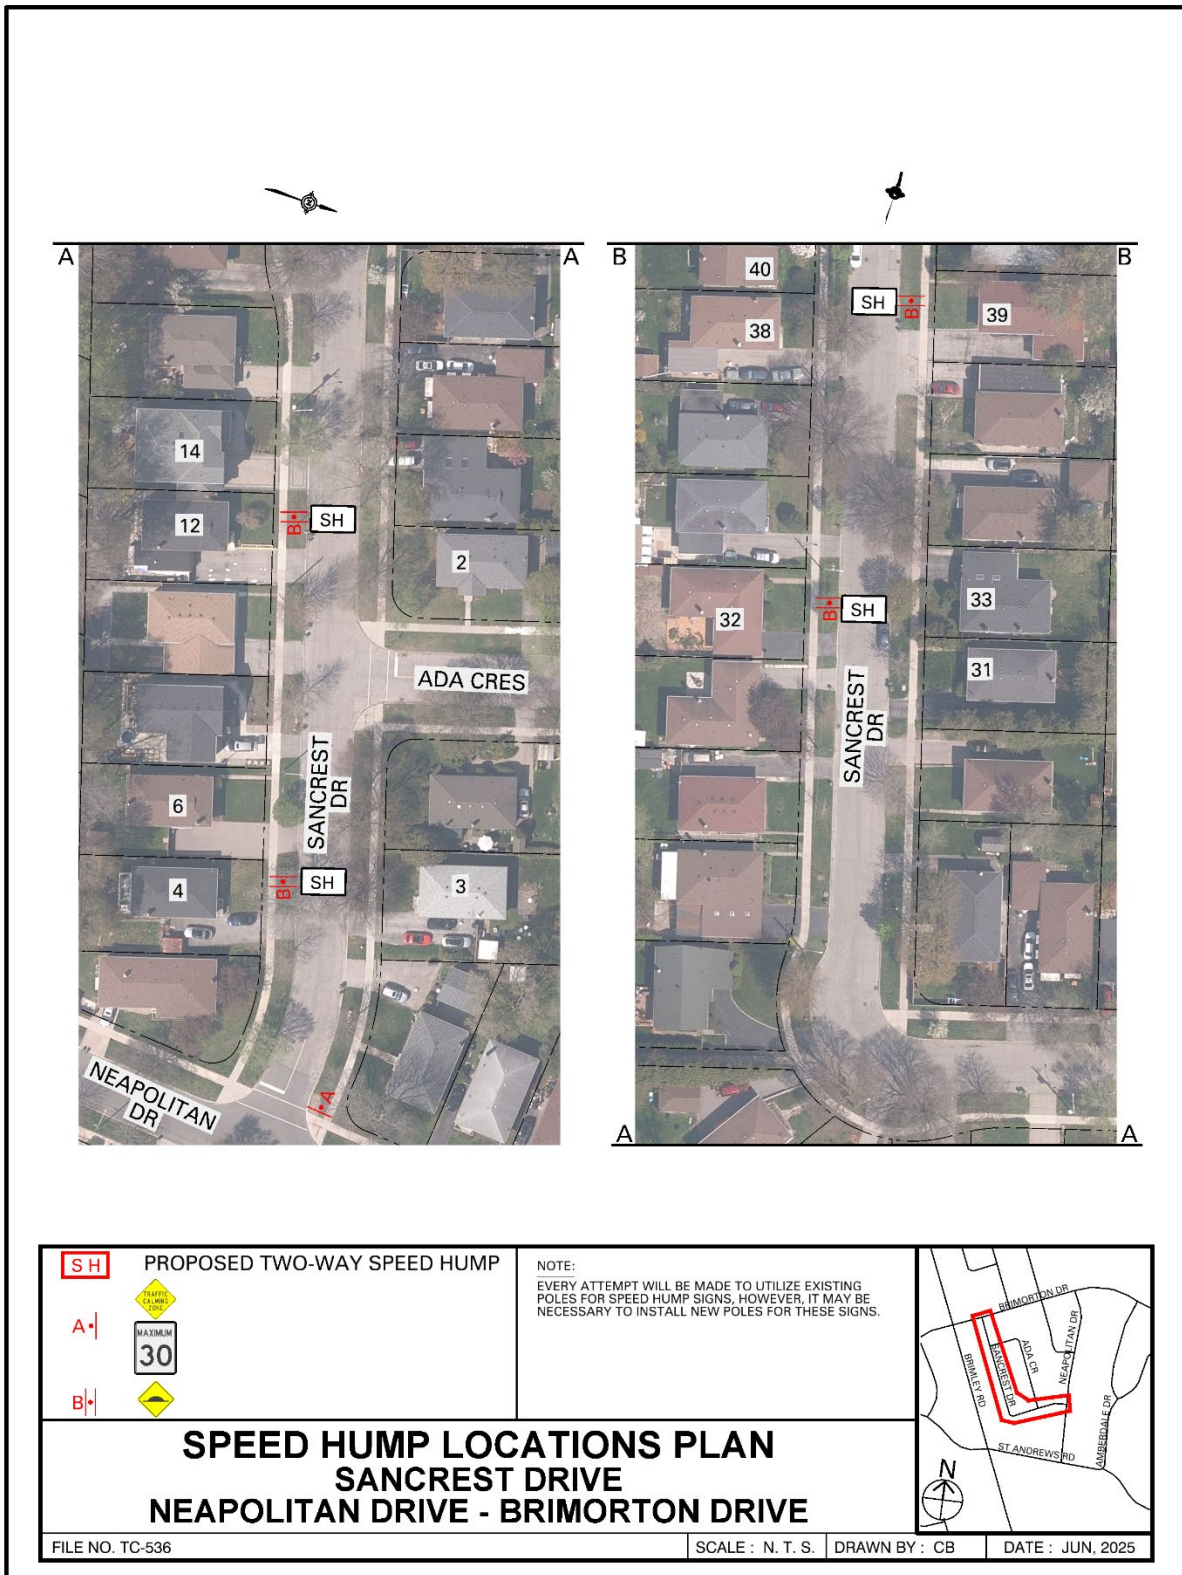 A
A
14
12
B
SH
2
ADA CRES
SANCREST
DR
6
4
B
SH
3
NEAPOLITAN
DR
A
B
B
40
38
SH
B
39
32
B
SH
33
31
SANCREST
DR
A
A
S H
PROPOSED TWO-WAY SPEED HUMP
A
TRAFFIC
CALMING
ZONE
MAXIMUM
30
B
NOTE:
EVERY ATTEMPT WILL BE MADE TO UTILIZE EXISTING
POLES FOR SPEED HUMP SIGNS, HOWEVER, IT MAY BE
NECESSARY TO INSTALL NEW POLES FOR THESE SIGNS.
BRIMORTON DR
BRIMLEY RD
SANCREST DR
ADA CR
NEAPOLITAN DR
AMBERDALE DR
ST ANDREWS RD
N
SPEED HUMP LOCATIONS PLAN
SANCREST DRIVE
NEAPOLITAN DRIVE - BRIMORTON DRIVE
FILE NO. TC-536
SCALE : N. T. S.
DRAWN BY : CB
DATE : JUN, 2025